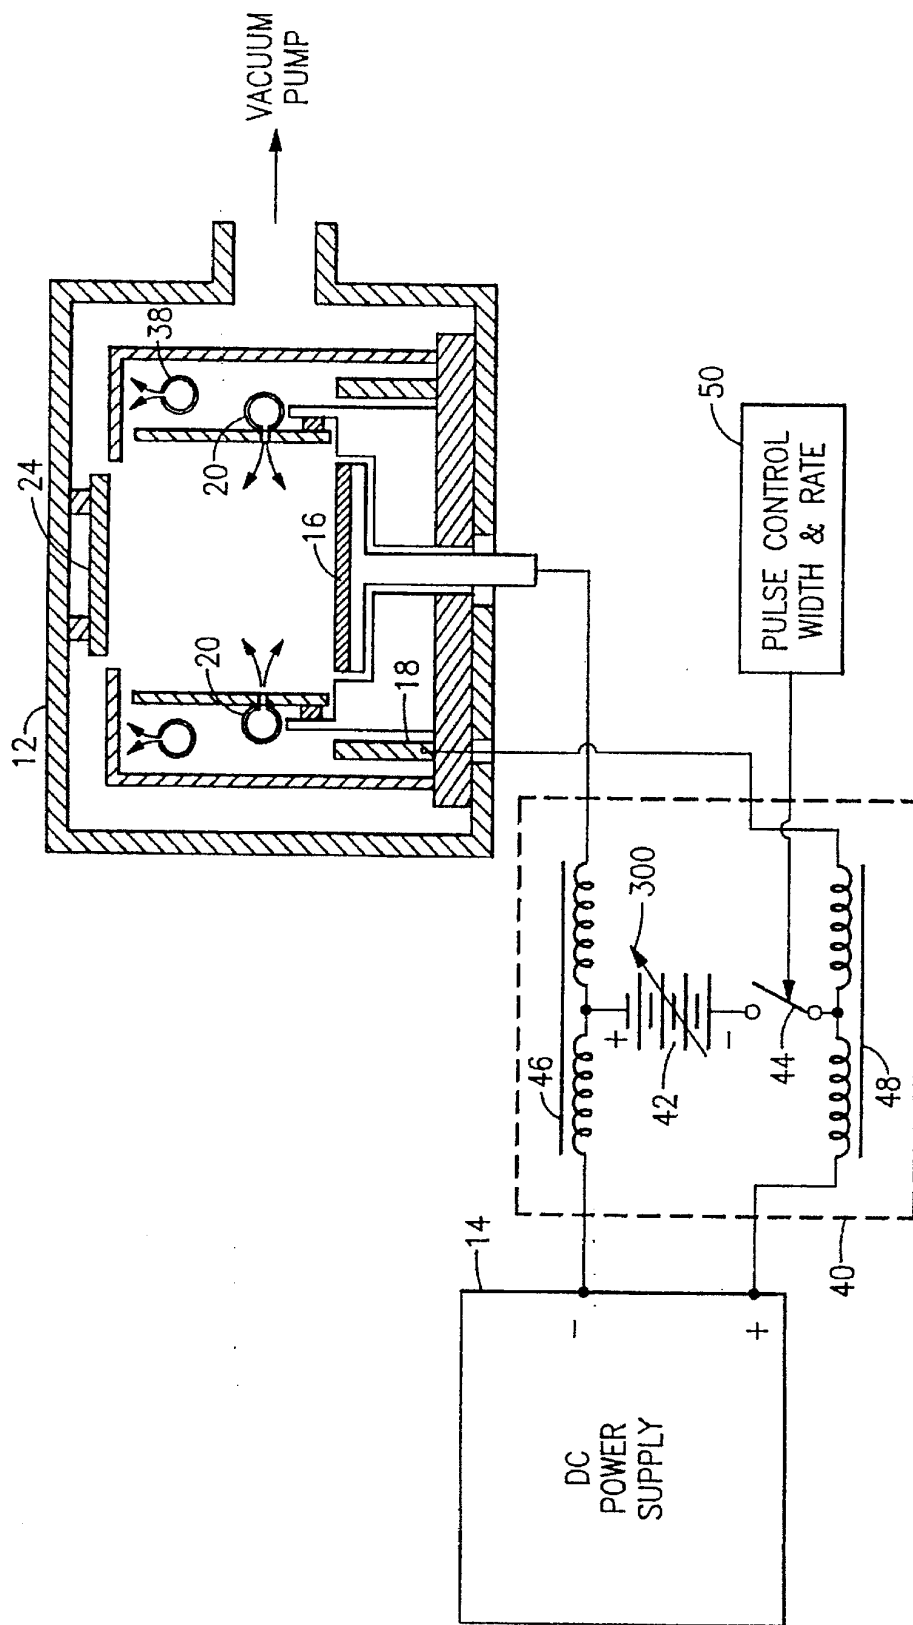 VACUUM
PUMP
12
24
38
20
20
16
18
50
PULSE CONTROL
WIDTH & RATE
14
DC
POWER
SUPPLY
-
+
46
300
+
-
42
44
48
40